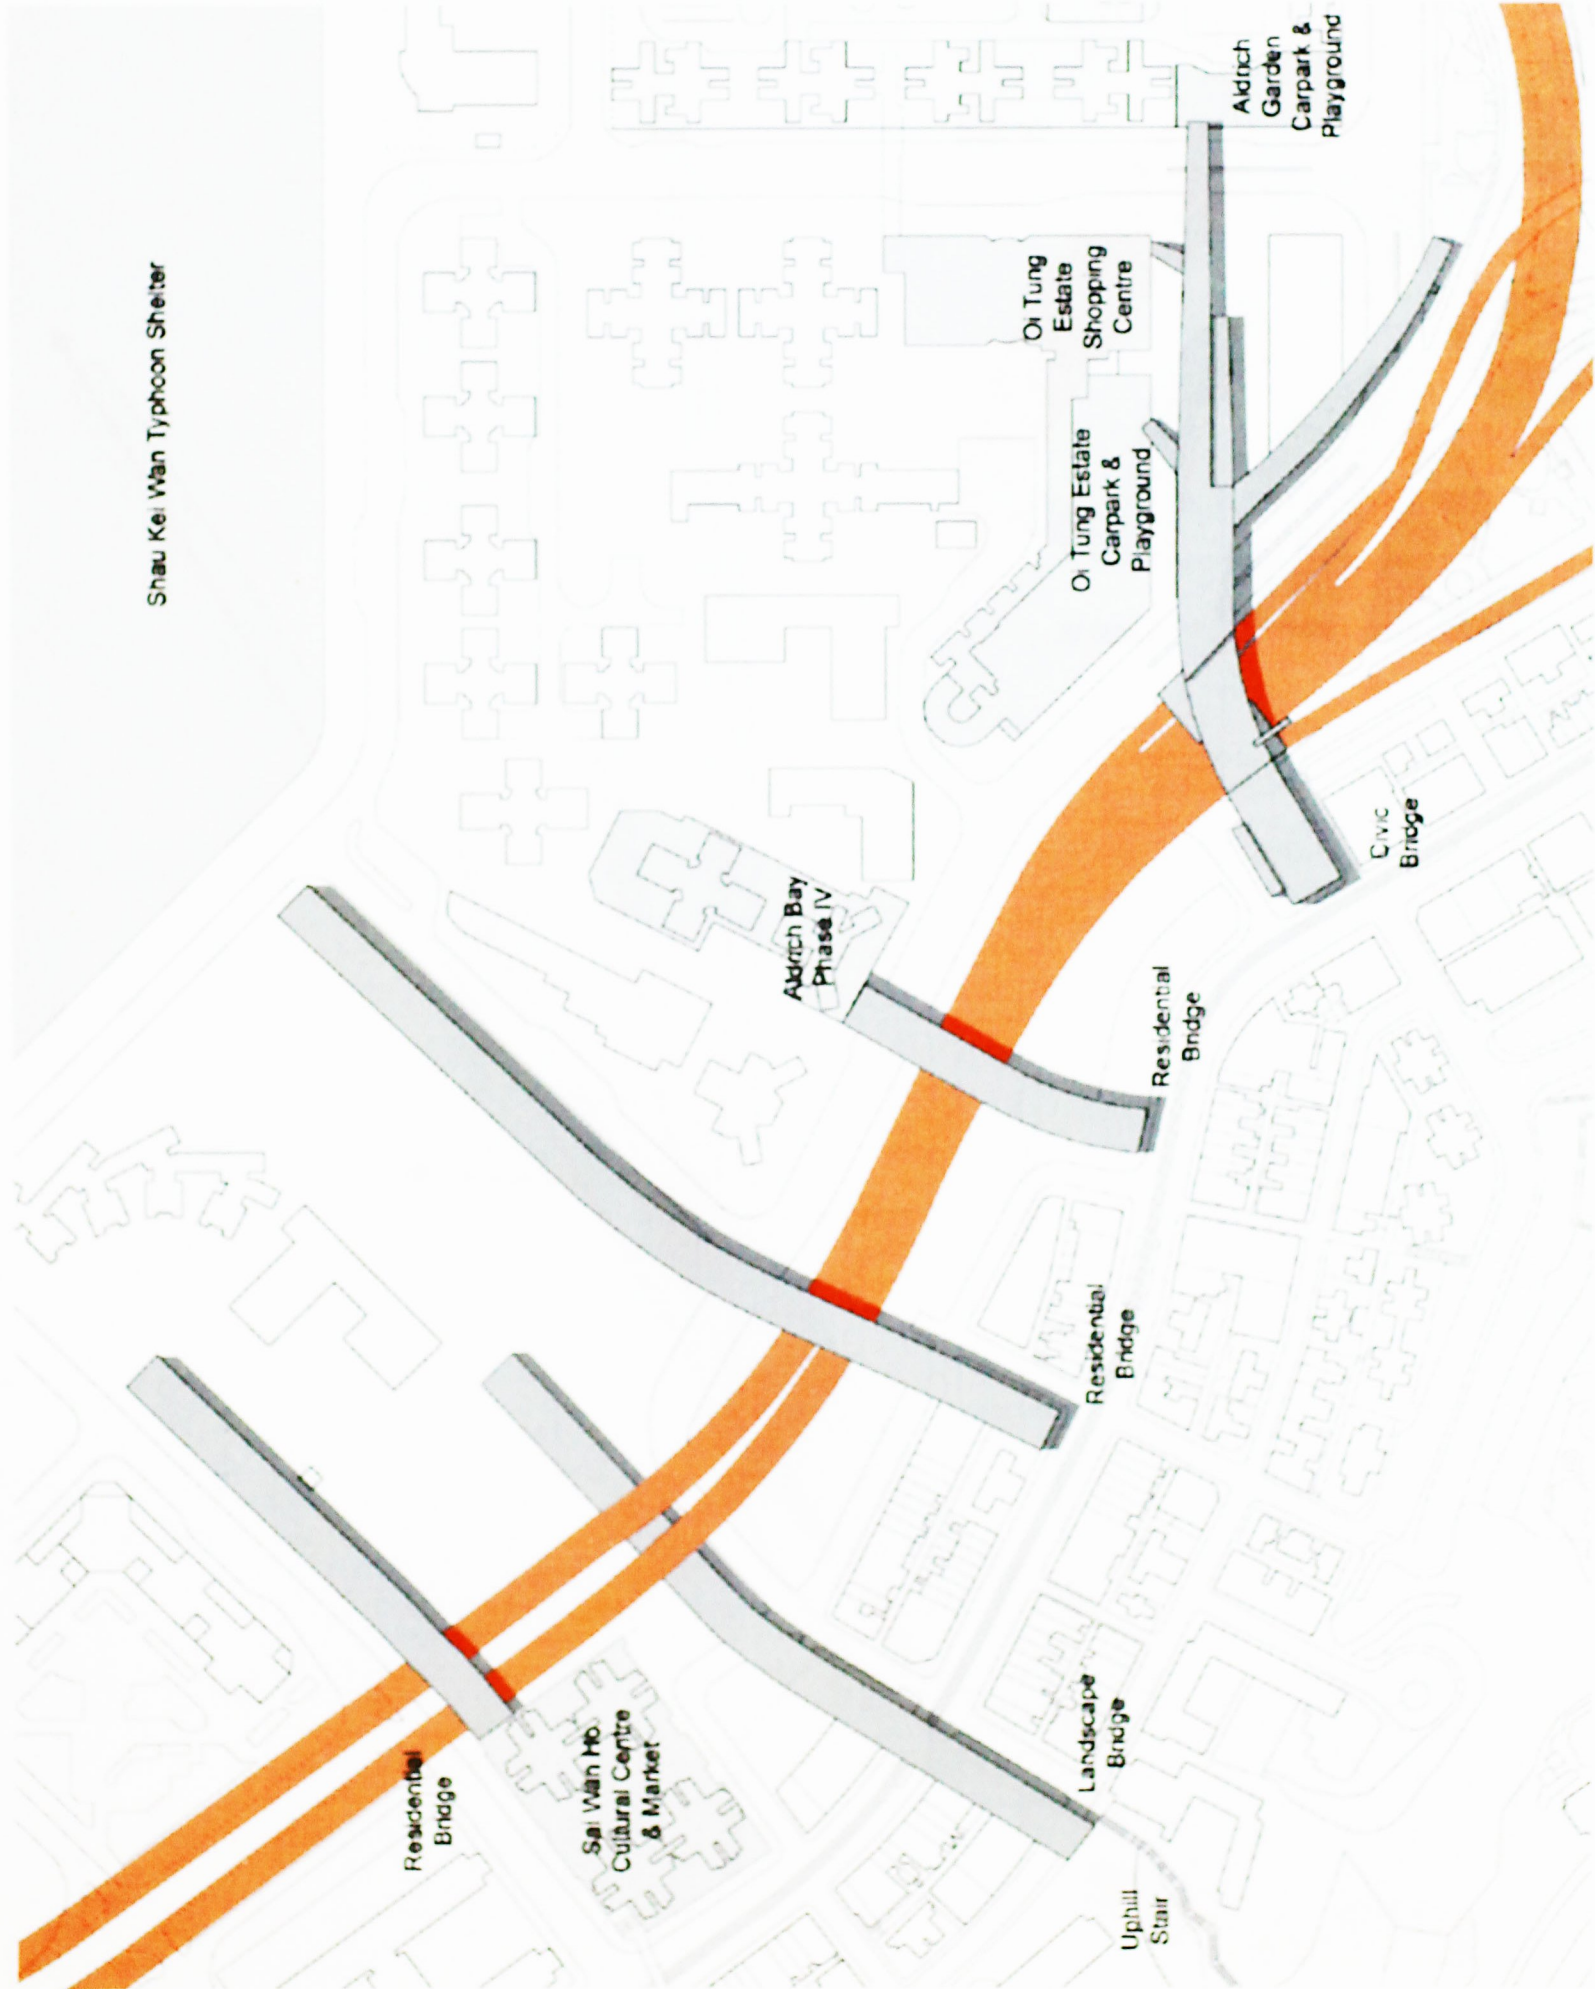 Shau Kei Wan Typhoon Shelter
Aldrich
Garden
Carpark &
Playground
Oi Tung
Estate
Shopping
Centre
Oi Tung Estate
Carpark &
Playground
Civic
Bridge
Aldrich Bay
Phase IV
Residential
Bridge
Residential
Bridge
Landscape
Bridge
Uphill
Stair
Sai Wan Ho
Cultural Centre
& Market
Residential
Bridge